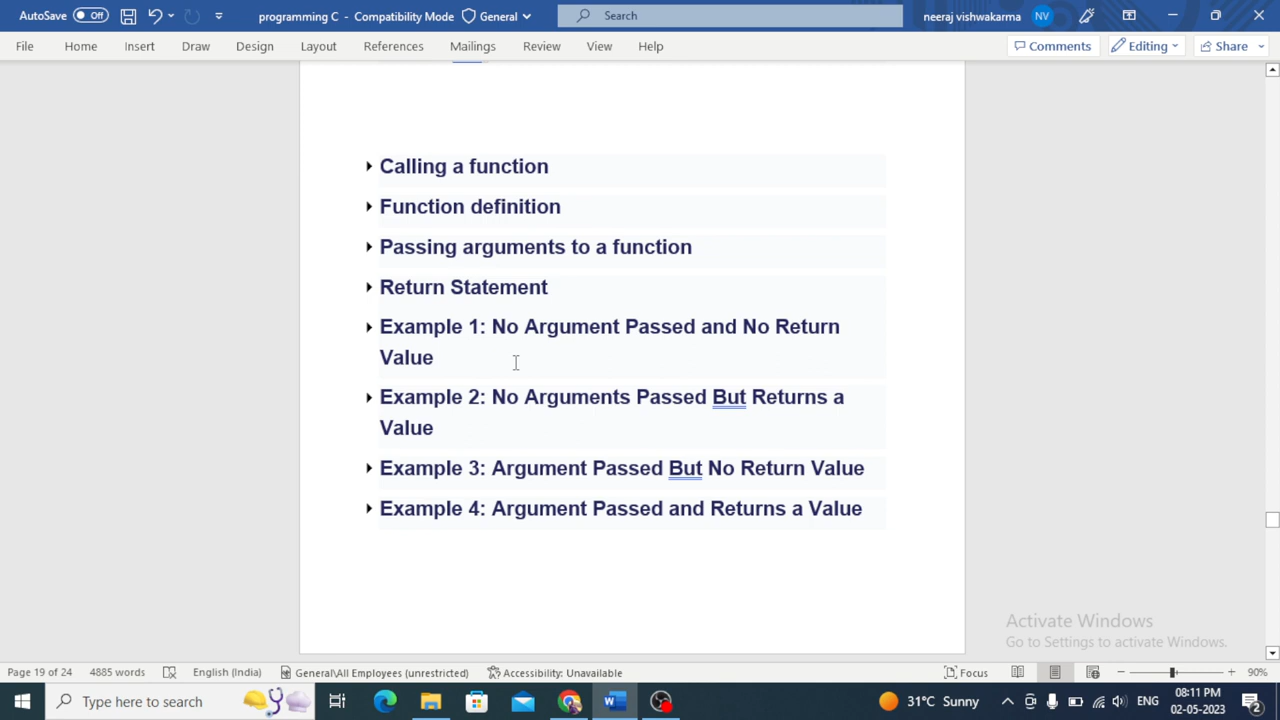 AutoSave Off programming C - Compatibility Mode General Search neeraj vishwakarma NV
File Home Insert Draw Design Layout References Mailings Review View Help Comments Editing Share
Calling a function
Function definition
Passing arguments to a function
Return Statement
Example 1: No Argument Passed and No Return
Value
Example 2: No Arguments Passed But Returns a
Value
Example 3: Argument Passed But No Return Value
Example 4: Argument Passed and Returns a Value
Activate Windows
Go to Settings to activate Windows.
Page 19 of 24 4885 words English (India) General\All Employees (unrestricted) Accessibility: Unavailable Focus 90%
Type here to search 31°C Sunny ENG 08:11 PM
02-05-2023 2